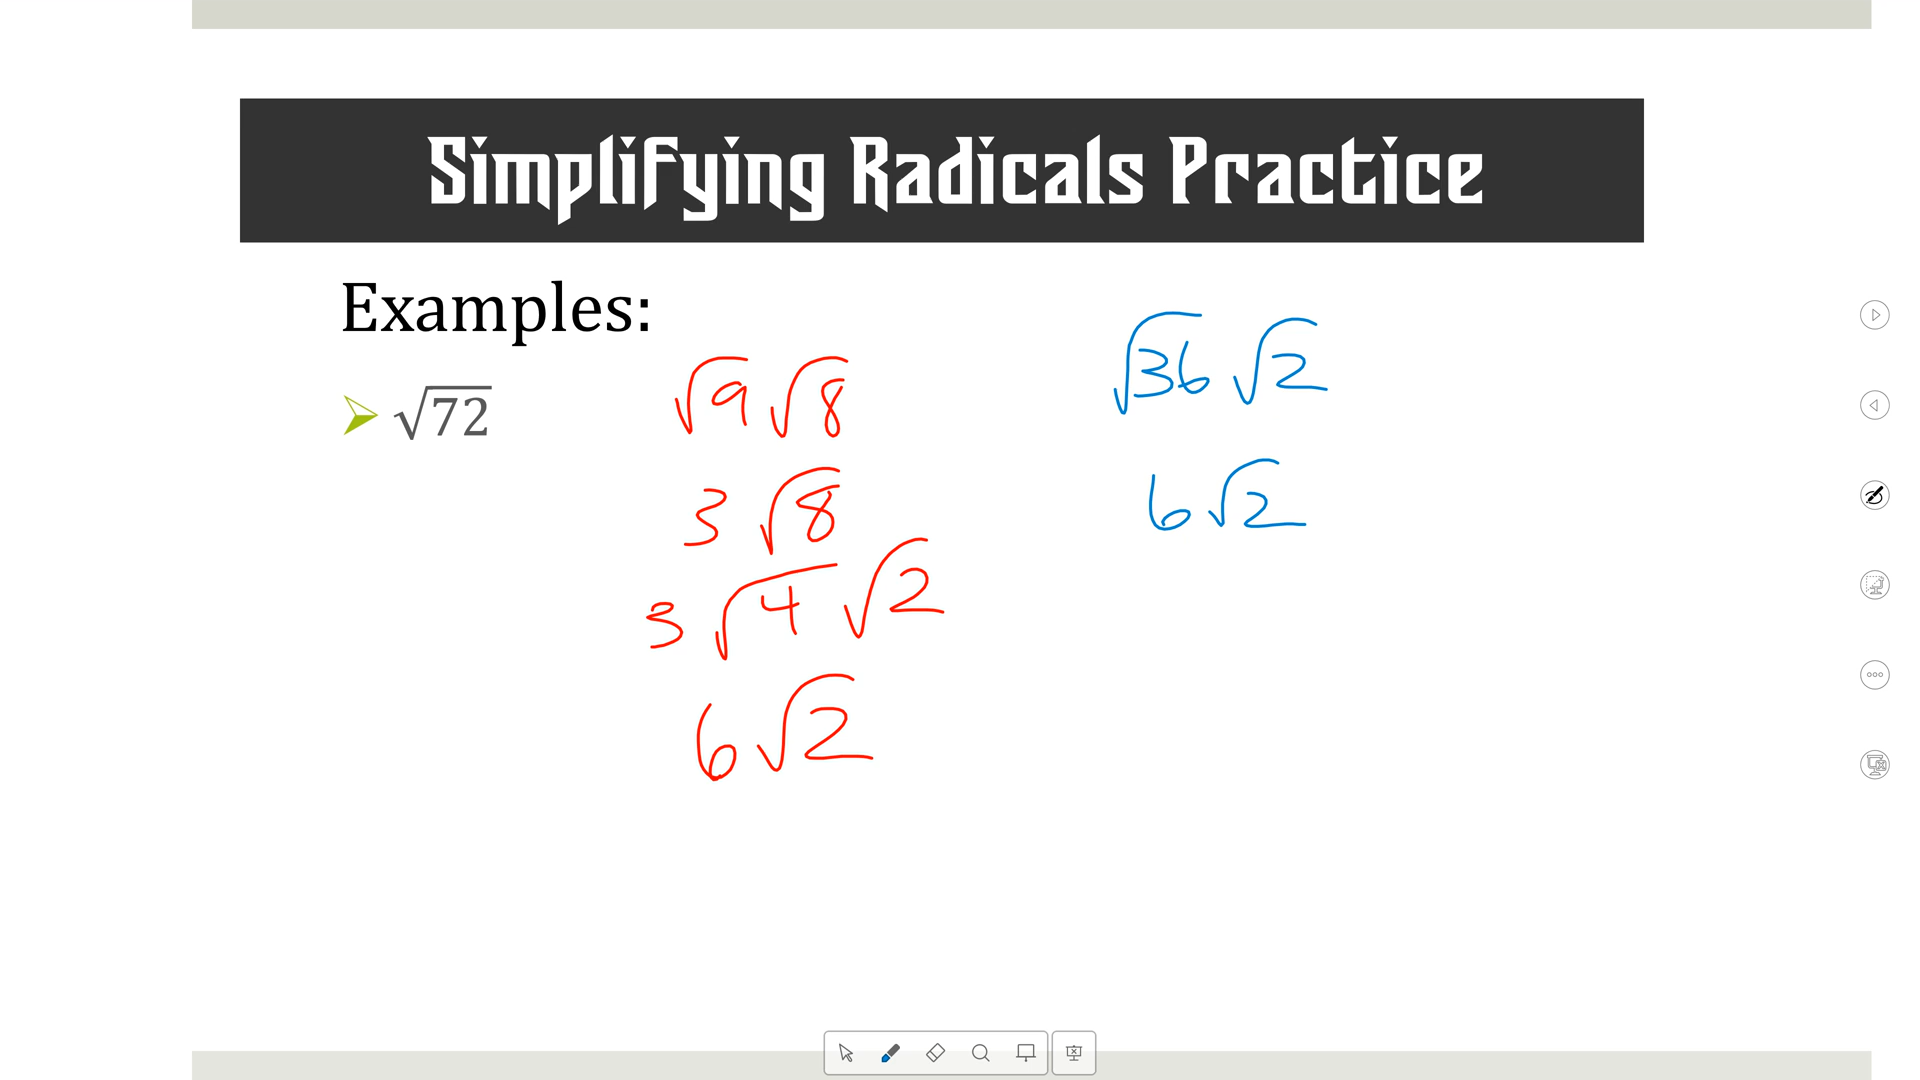 Simplifying Radicals Practice
Examples:
√72
√9 √8
3 √8
3 √4 √2
6 √2
√36 √2
6 √2